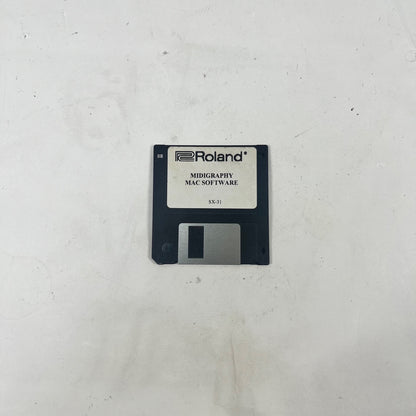 Roland®
MIDIGRAPHY
MAC SOFTWARE
SX-31